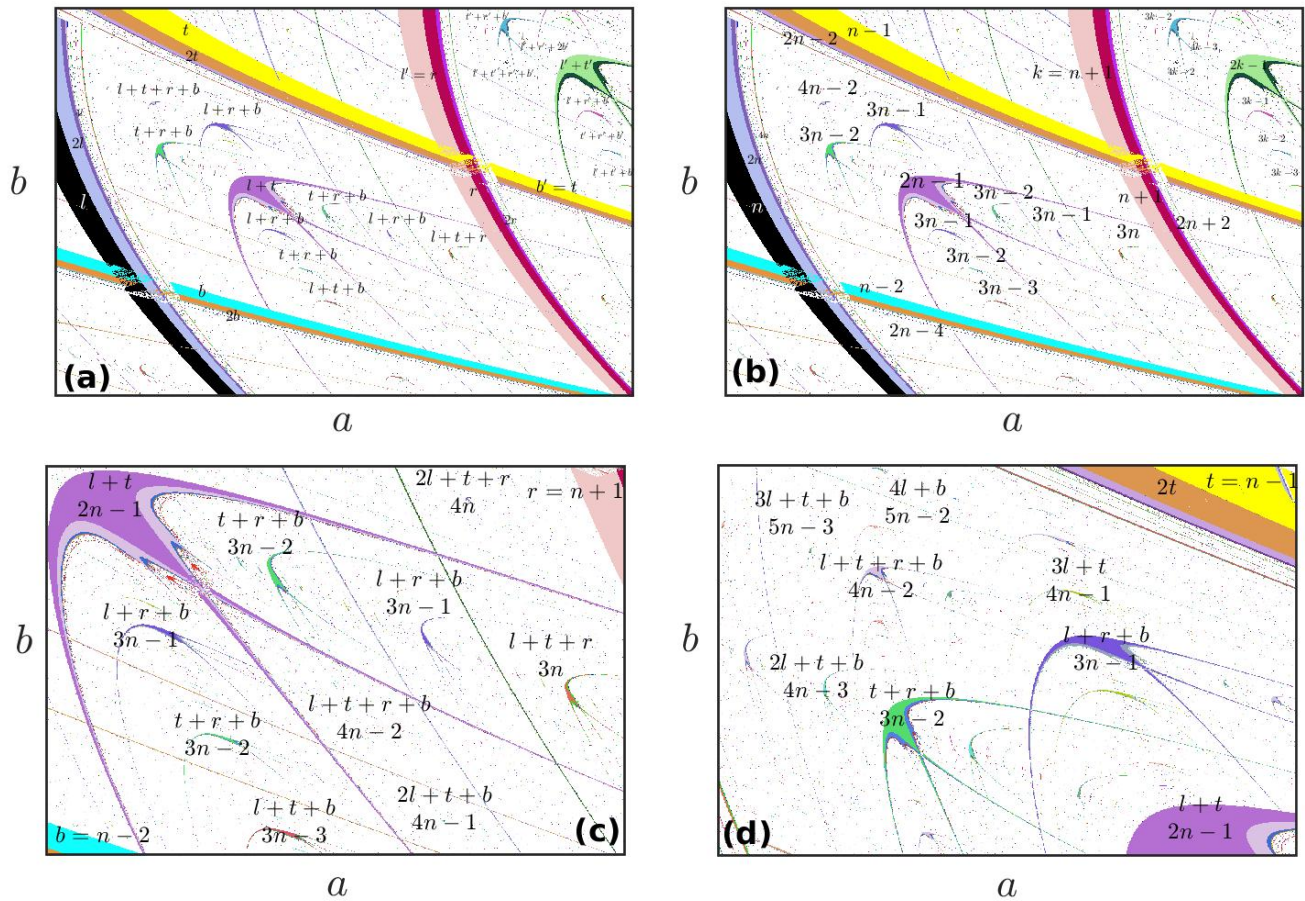 t
2t
l' = r
l' + t'
l + t + r + b
l + r + b
t + r + b
2l
l
l + t
t + r + b
l + r + b
l + r + b
l + t + r
r
2r
b' = t
t + r + b
l + t + b
b
2b
(a)
b
a
2n − 2
n − 1
k = n + 1
4n − 2
3n − 1
3n − 2
2n
n
2n − 1
3n − 2
3n − 1
3n − 1
n + 1
2n + 2
3n
3n − 2
3n − 3
n − 2
2n − 4
3k − 2
3k − 1
3k − 2
3k − 3
(b)
b
a
l + t
2n − 1
2l + t + r
4n
r = n + 1
t + r + b
3n − 2
l + r + b
3n − 1
l + r + b
3n − 1
l + t + r
3n
l + t + r + b
4n − 2
t + r + b
3n − 2
2l + t + b
4n − 1
l + t + b
3n − 3
b = n − 2
(c)
b
a
3l + t + b
5n − 3
4l + b
5n − 2
2t
t = n − 1
l + t + r + b
4n − 2
3l + t
4n − 1
l + r + b
3n − 1
2l + t + b
4n − 3
t + r + b
3n − 2
l + t
2n − 1
(d)
b
a